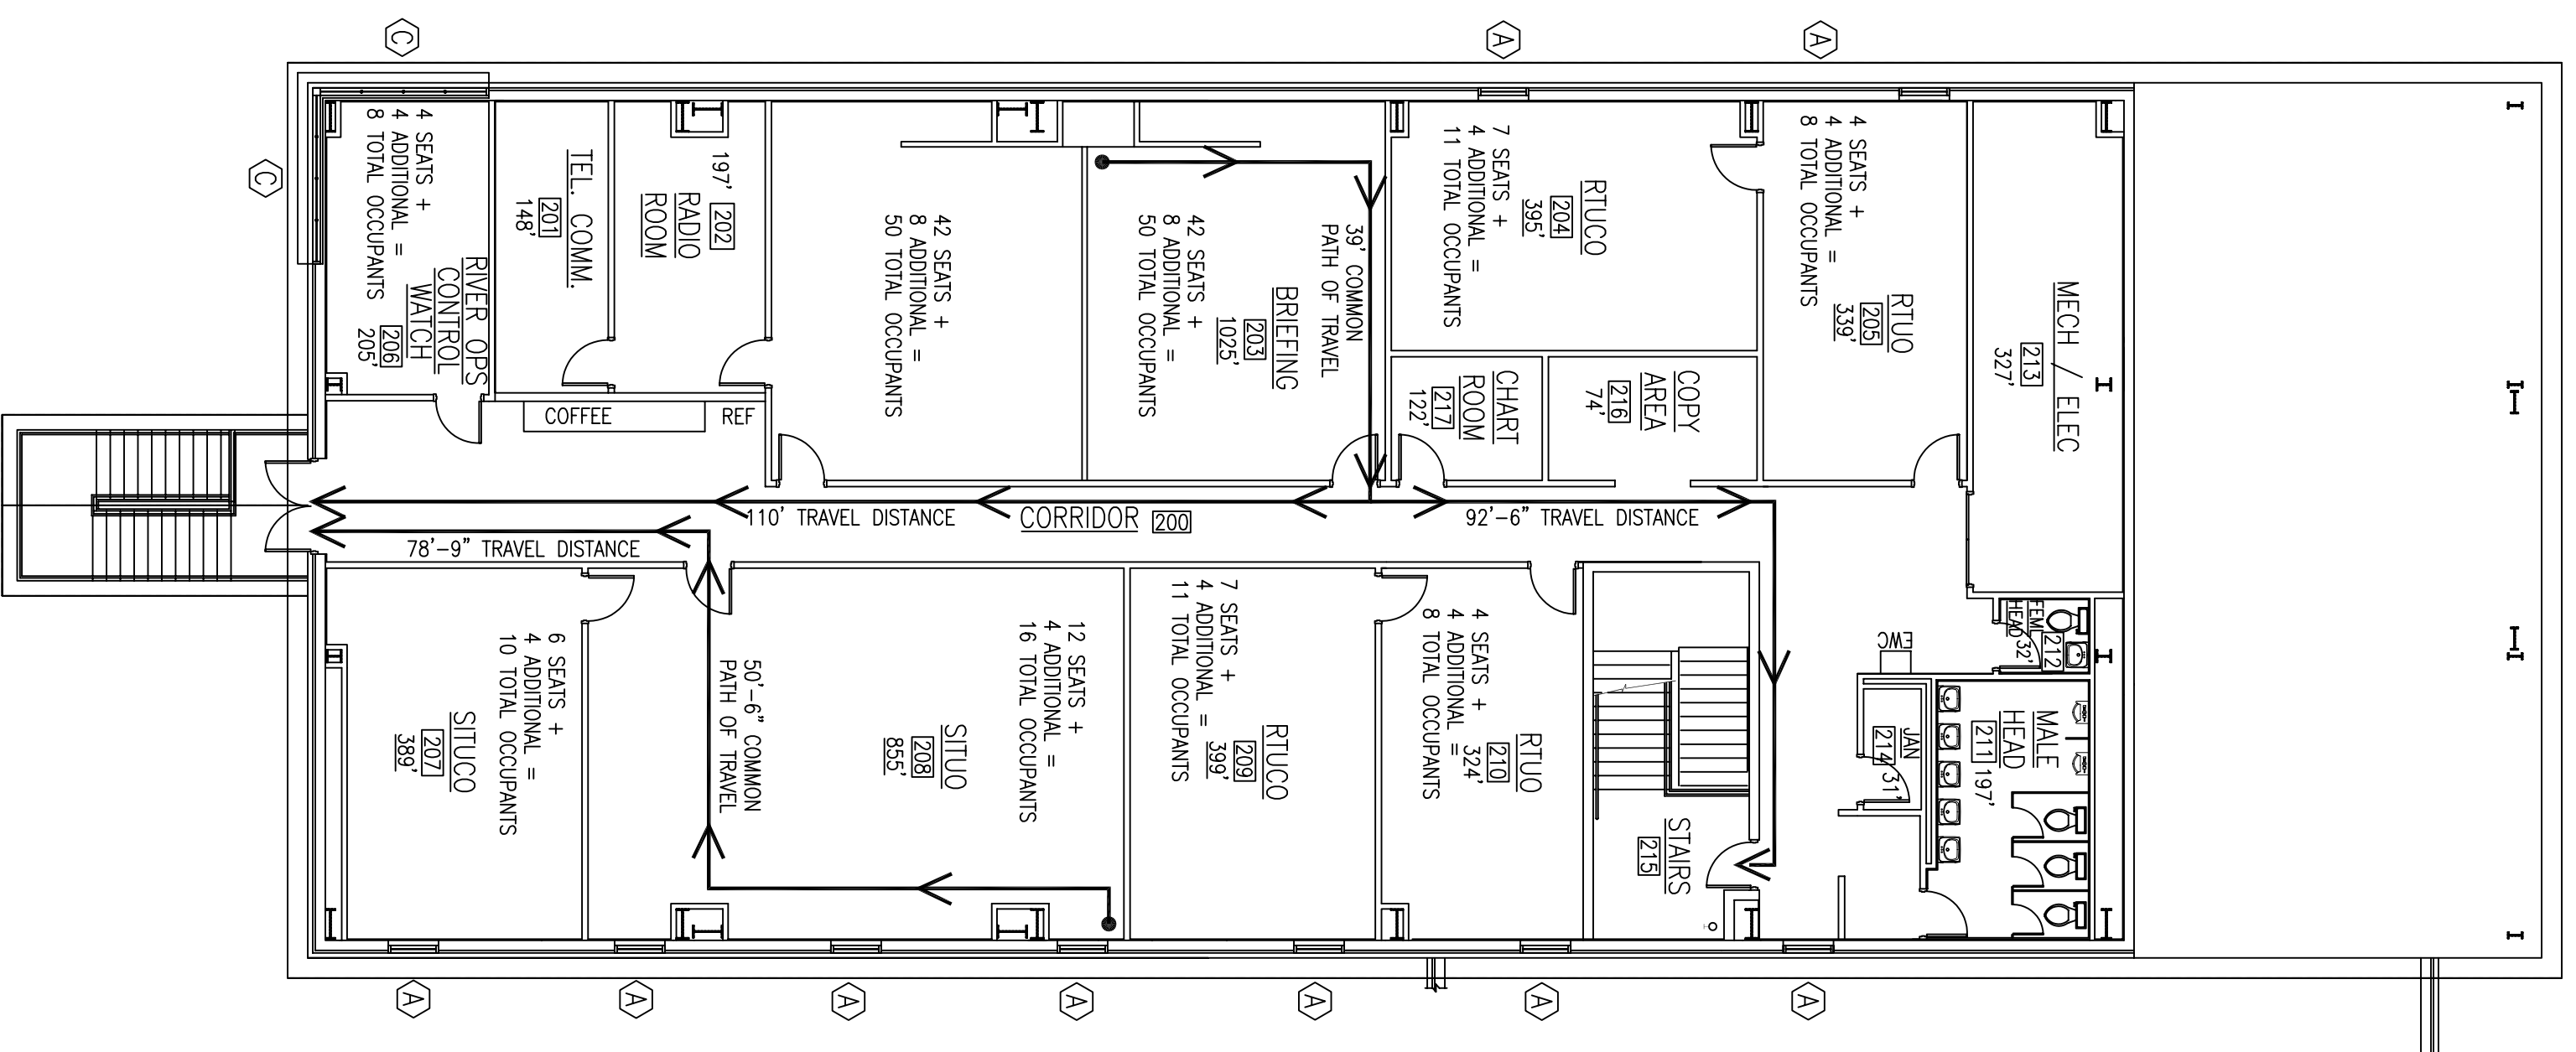 C
A
A
C
4 SEATS +
4 ADDITIONAL =
8 TOTAL OCCUPANTS
RIVER OPS
CONTROL
WATCH
206
205'
TEL. COMM.
201
148'
197'
202
RADIO
ROOM
42 SEATS +
8 ADDITIONAL =
50 TOTAL OCCUPANTS
42 SEATS +
8 ADDITIONAL =
50 TOTAL OCCUPANTS
BRIEFING
203
1025'
39' COMMON
PATH OF TRAVEL
7 SEATS +
4 ADDITIONAL =
11 TOTAL OCCUPANTS
RTUCO
204
395'
4 SEATS +
4 ADDITIONAL =
8 TOTAL OCCUPANTS
RTUO
205
339'
MECH / ELEC
213
327'
CHART
ROOM
217
122'
COPY
AREA
216
74'
COFFEE
REF
110' TRAVEL DISTANCE
CORRIDOR 200
92'-6" TRAVEL DISTANCE
78'-9" TRAVEL DISTANCE
6 SEATS +
4 ADDITIONAL =
10 TOTAL OCCUPANTS
SITUCO
207
389'
50'-6" COMMON
PATH OF TRAVEL
12 SEATS +
4 ADDITIONAL =
16 TOTAL OCCUPANTS
SITUO
208
855'
7 SEATS +
4 ADDITIONAL =
11 TOTAL OCCUPANTS
RTUCO
209
399'
4 SEATS +
4 ADDITIONAL =
8 TOTAL OCCUPANTS
RTUO
210
324'
STAIRS
215
EWC
FEM
HEAD
212
32'
JAN
214
31'
MALE
HEAD
211
197'
A
A
A
A
A
A
A